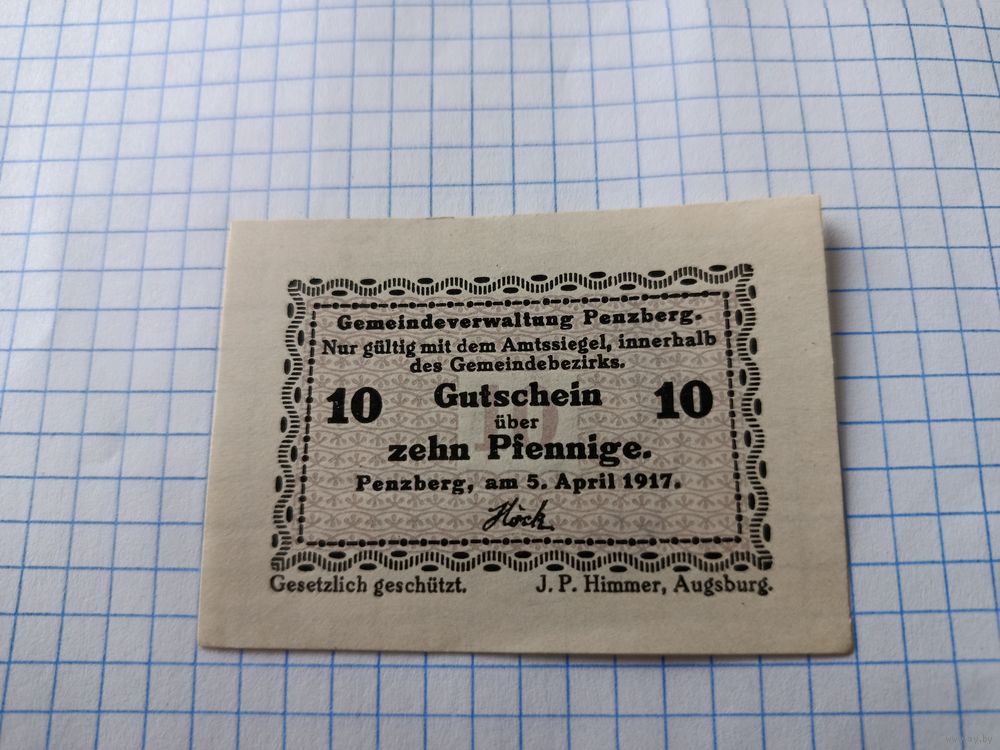 Gemeindeverwaltung Penzberg.
Nur gültig mit dem Amtssiegel, innerhalb
des Gemeindebezirks.
10 Gutschein 10
über
zehn Pfennige.
Penzberg, am 5. April 1917.
Höck
Gesetzlich geschützt. J. P. Himmer, Augsburg.